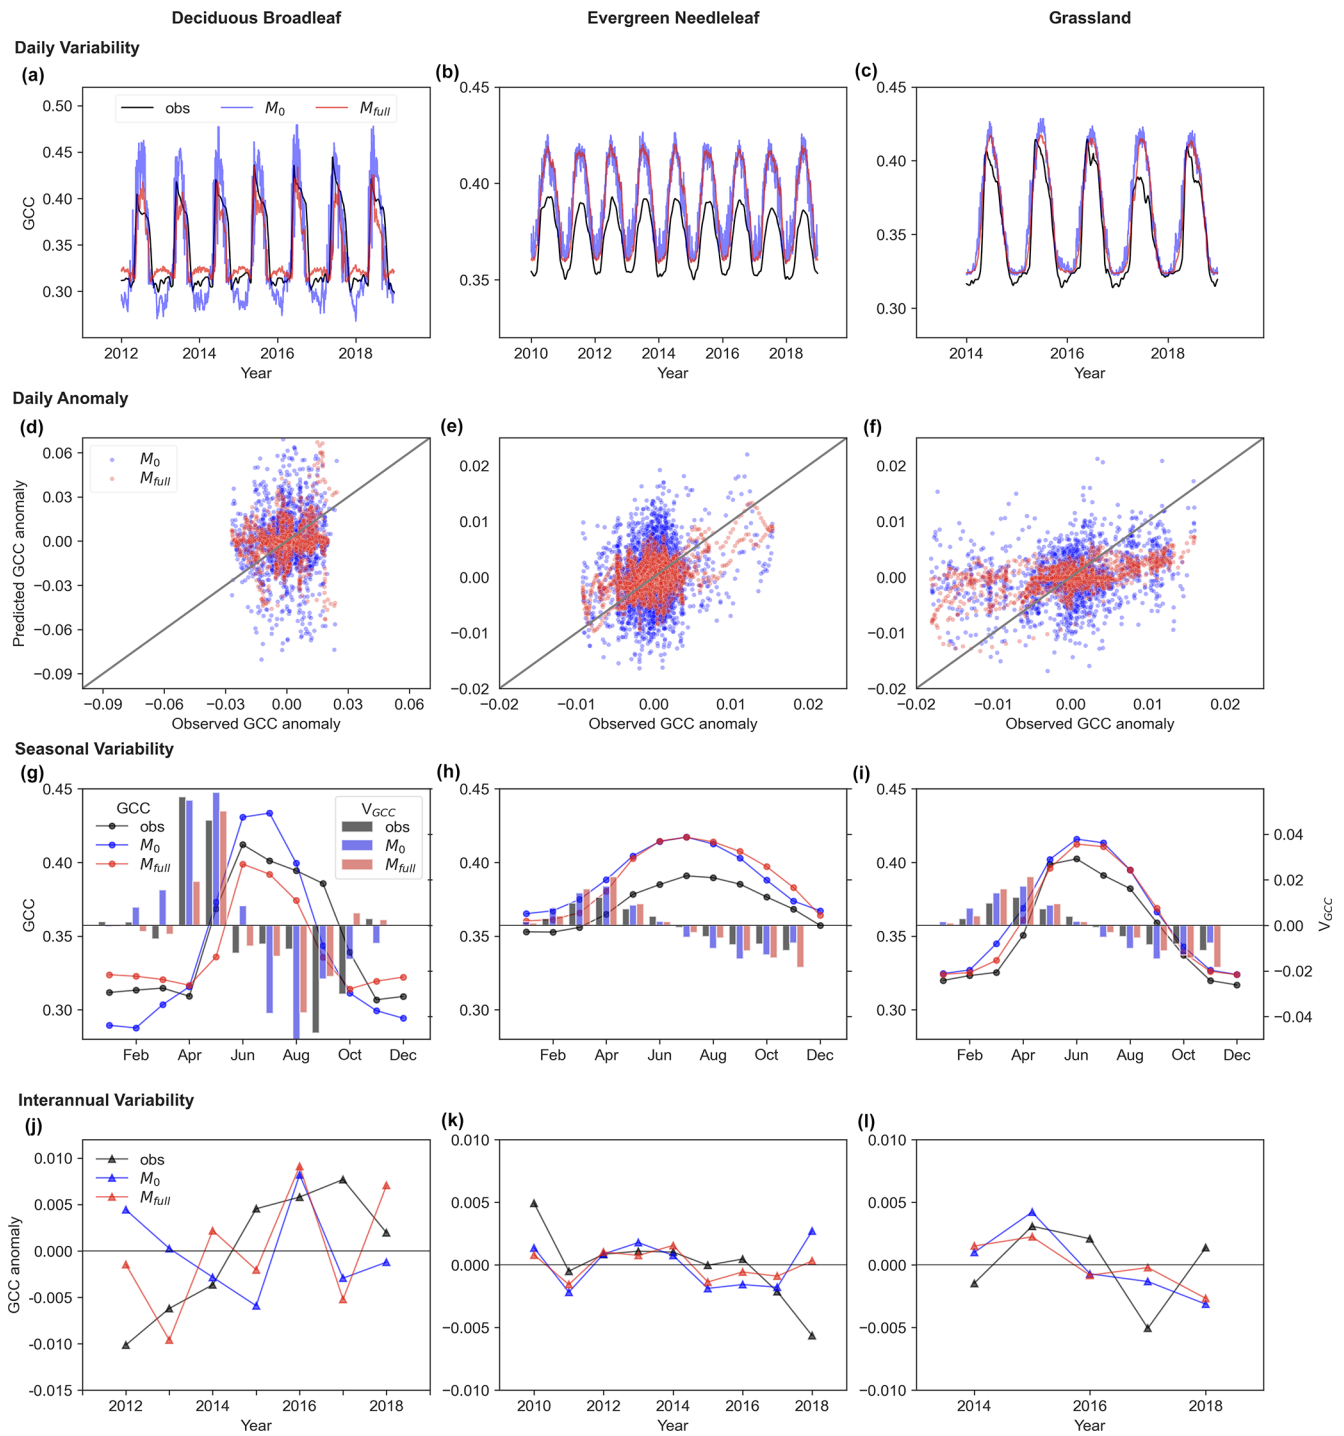 Deciduous Broadleaf
Evergreen Needleleaf
Grassland
Daily Variability
(a)
(b)
(c)
0.50
0.45
0.40
0.35
0.30
GCC
obs
M0
Mfull
2012
2014
2016
2018
Year
0.45
0.40
0.35
2010
2012
2014
2016
2018
Year
0.45
0.40
0.35
0.30
2014
2016
2018
Year
Daily Anomaly
(d)
(e)
(f)
0.06
0.03
0.00
−0.03
−0.06
−0.09
Predicted GCC anomaly
M0
Mfull
−0.09
−0.06
−0.03
0.00
0.03
0.06
Observed GCC anomaly
0.02
0.01
0.00
−0.01
−0.02
−0.02
−0.01
0.00
0.01
0.02
Observed GCC anomaly
0.02
0.01
0.00
−0.01
−0.02
−0.02
−0.01
0.00
0.01
0.02
Observed GCC anomaly
Seasonal Variability
(g)
(h)
(i)
0.45
0.40
0.35
0.30
GCC
GCC
obs
M0
Mfull
VGCC
obs
M0
Mfull
Feb
Apr
Jun
Aug
Oct
Dec
0.45
0.40
0.35
0.30
Feb
Apr
Jun
Aug
Oct
Dec
0.45
0.40
0.35
0.30
Feb
Apr
Jun
Aug
Oct
Dec
0.04
0.02
0.00
−0.02
−0.04
VGCC
Interannual Variability
(j)
(k)
(l)
0.010
0.005
0.000
-0.005
-0.010
-0.015
GCC anomaly
obs
M0
Mfull
2012
2014
2016
2018
Year
0.010
0.005
0.000
−0.005
−0.010
2010
2012
2014
2016
2018
Year
0.010
0.005
0.000
−0.005
−0.010
2014
2016
2018
Year